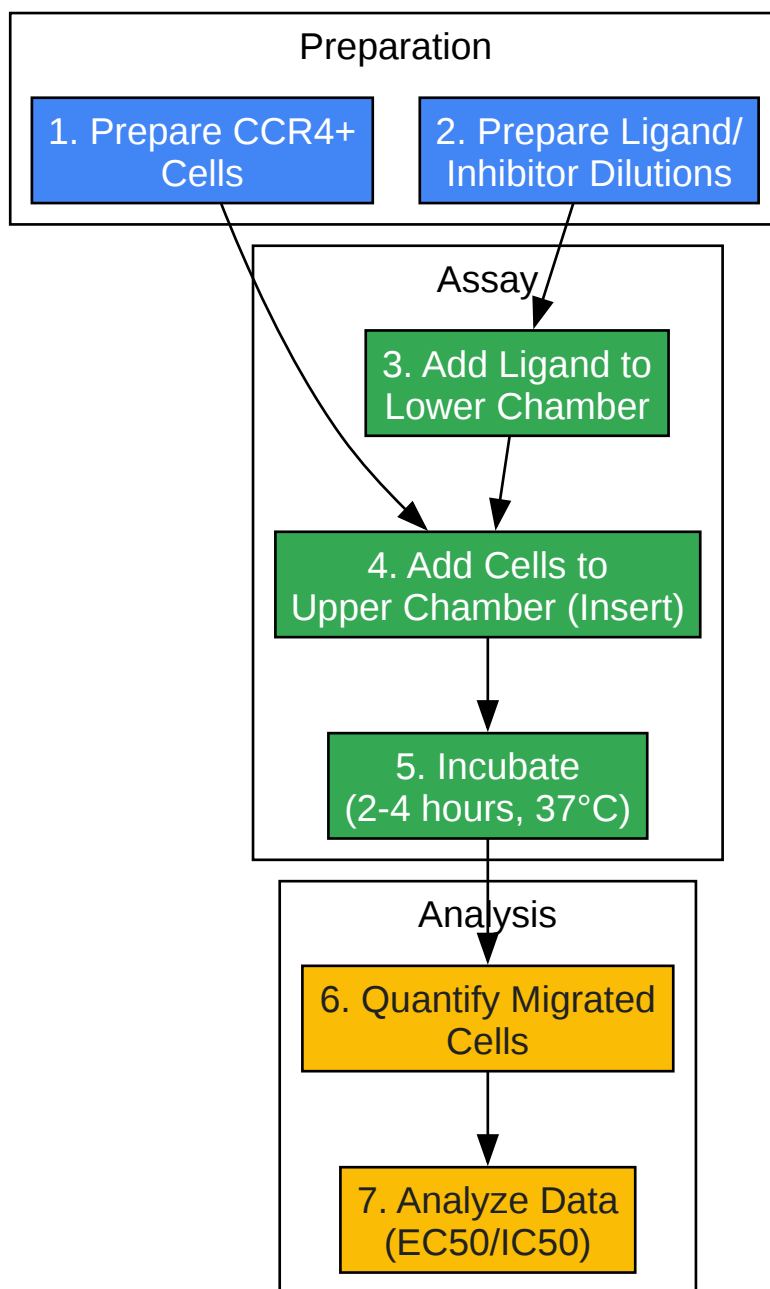 Preparation
1. Prepare CCR4+
Cells
2. Prepare Ligand/
Inhibitor Dilutions
Assay
3. Add Ligand to
Lower Chamber
4. Add Cells to
Upper Chamber (Insert)
5. Incubate
(2-4 hours, 37°C)
Analysis
6. Quantify Migrated
Cells
7. Analyze Data
(EC50/IC50)